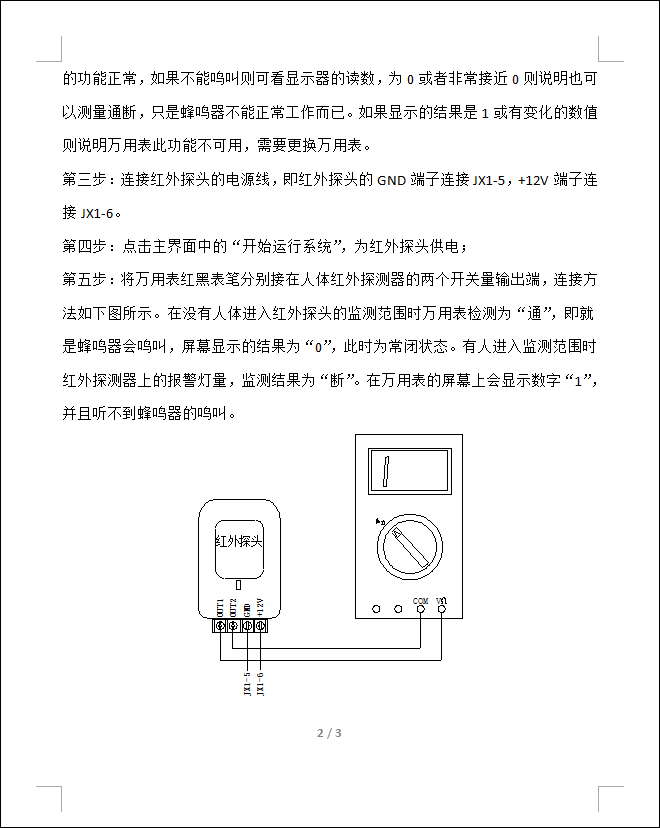 的功能正常，如果不能鸣叫则可看显示器的读数，为 0 或者非常接近 0 则说明也可
以测量通断，只是蜂鸣器不能正常工作而已。如果显示的结果是 1 或有变化的数值
则说明万用表此功能不可用，需要更换万用表。
第三步：连接红外探头的电源线，即红外探头的 GND 端子连接 JX1-5，+12V 端子连
接 JX1-6。
第四步：点击主界面中的“开始运行系统”，为红外探头供电；
第五步：将万用表红黑表笔分别接在人体红外探测器的两个开关量输出端，连接方
法如下图所示。在没有人体进入红外探头的监测范围时万用表检测为“通”，即就
是蜂鸣器会鸣叫，屏幕显示的结果为“0”，此时为常闭状态。有人进入监测范围时
红外探测器上的报警灯量，监测结果为“断”。在万用表的屏幕上会显示数字“1”，
并且听不到蜂鸣器的鸣叫。
1
红外探头
OUT1
OUT2
GND
+12V
COM
VΩ
JX1-5
JX1-6
2 / 3